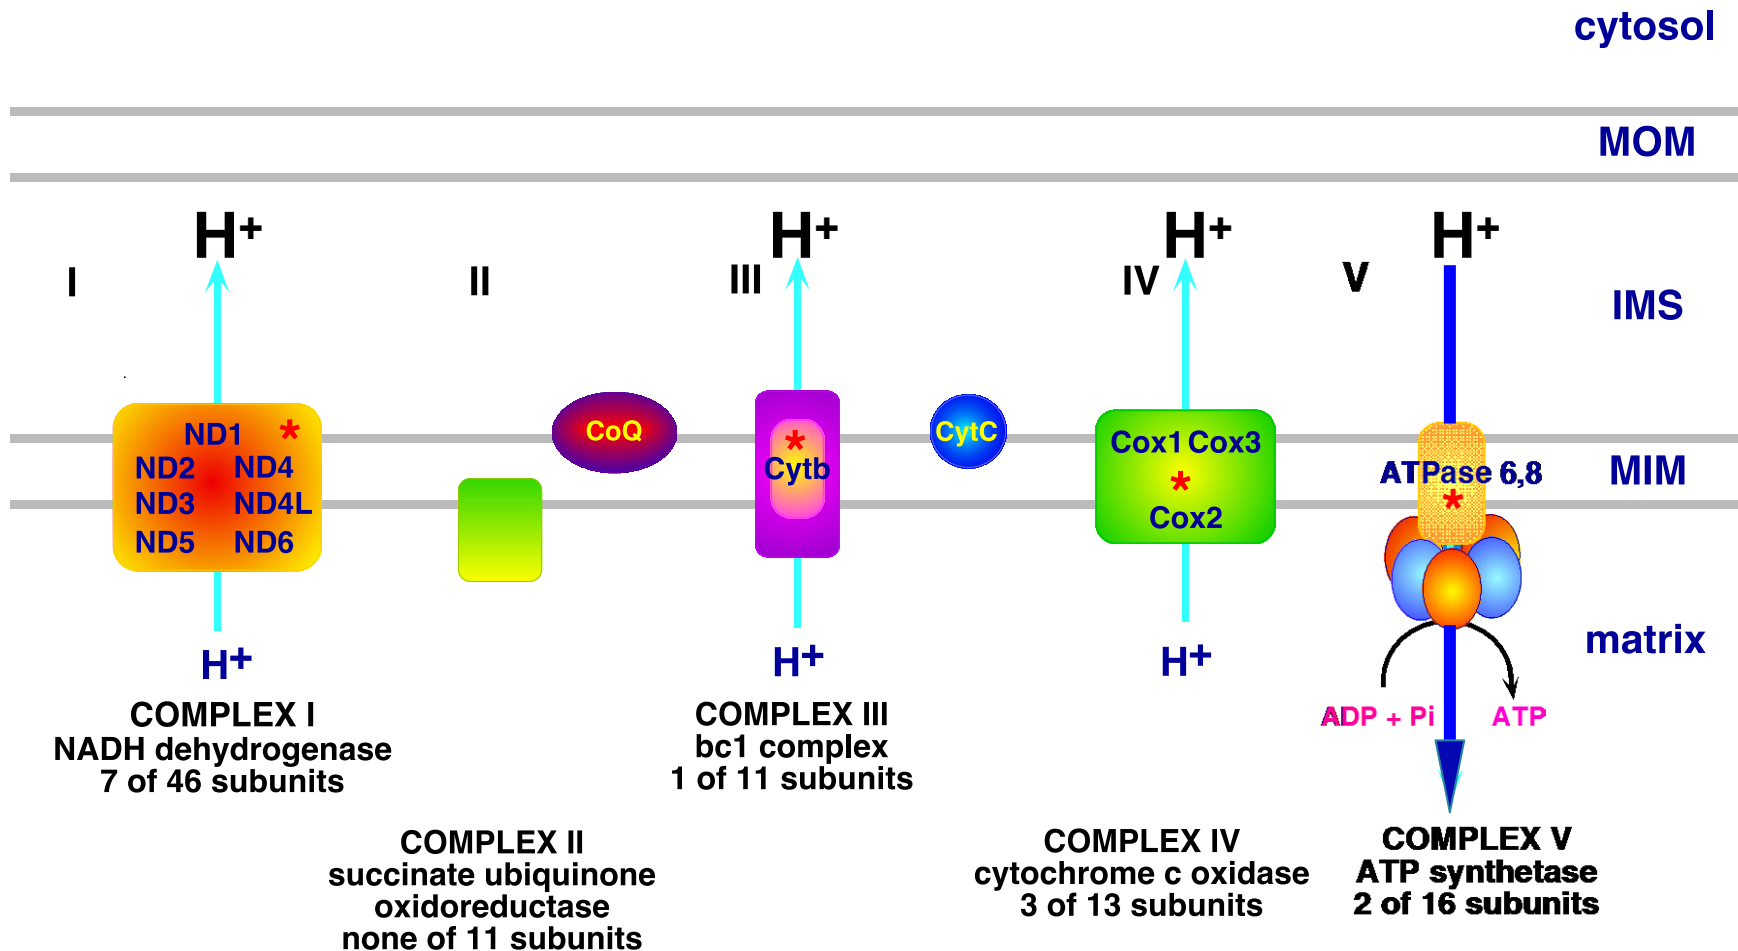 cytosol
MOM
H+ H+ H+ H+
I II III IV V
IMS
CoQ CytC
ND1 *
ND2 ND4
ND3 ND4L
ND5 ND6
*
Cytb
Cox1 Cox3
*
Cox2
ATPase 6,8
*
MIM
matrix
H+ H+ H+
ADP + Pi ATP
COMPLEX I
NADH dehydrogenase
7 of 46 subunits
COMPLEX II
succinate ubiquinone
oxidoreductase
none of 11 subunits
COMPLEX III
bc1 complex
1 of 11 subunits
COMPLEX IV
cytochrome c oxidase
3 of 13 subunits
COMPLEX V
ATP synthetase
2 of 16 subunits